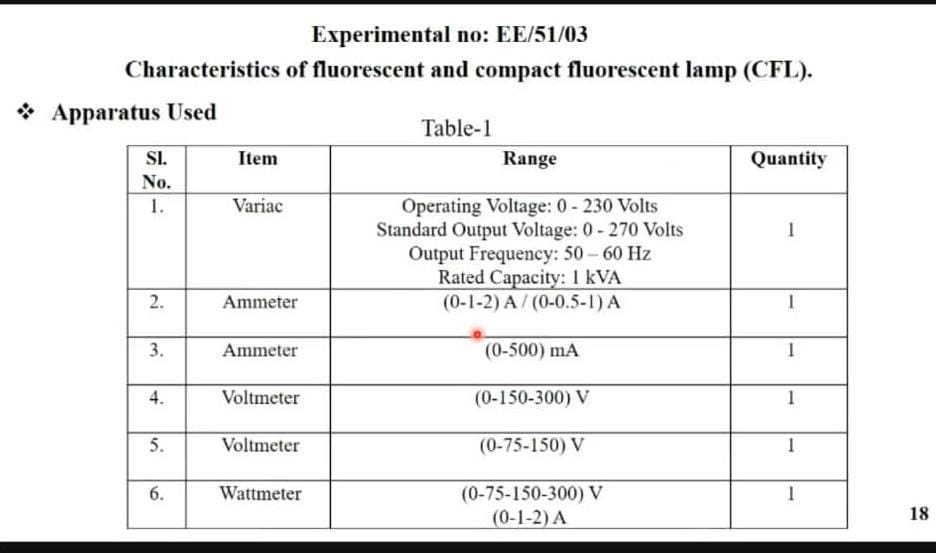 Experimental no: EE/51/03
Characteristics of fluorescent and compact fluorescent lamp (CFL).
❖ Apparatus Used
Table-1
Sl. No. Item Range Quantity
1. Variac Operating Voltage: 0 - 230 Volts
Standard Output Voltage: 0 - 270 Volts 1
Output Frequency: 50 – 60 Hz
Rated Capacity: 1 kVA
2. Ammeter (0-1-2) A / (0-0.5-1) A 1
3. Ammeter (0-500) mA 1
4. Voltmeter (0-150-300) V 1
5. Voltmeter (0-75-150) V 1
6. Wattmeter (0-75-150-300) V 1
(0-1-2) A
18